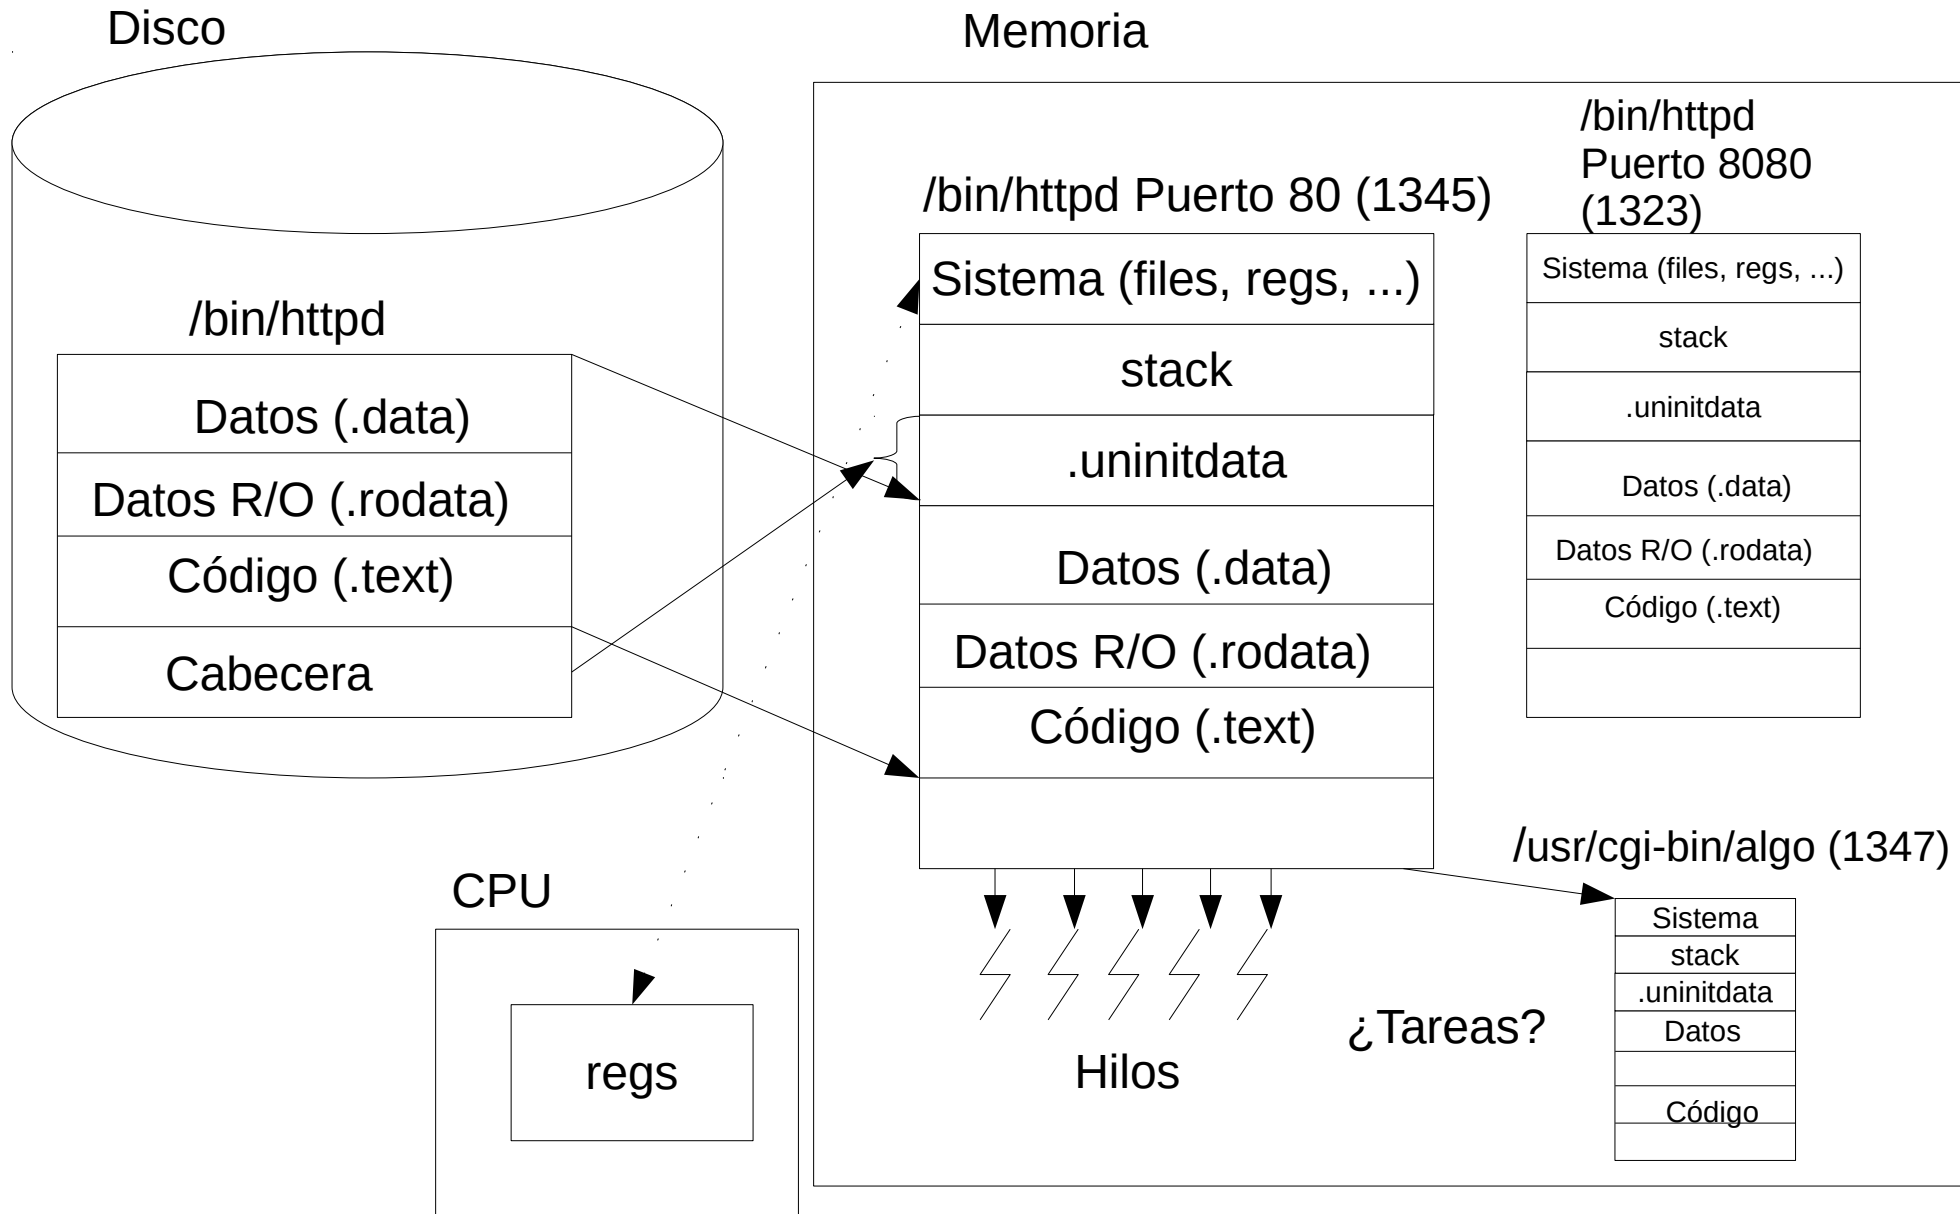 Disco
/bin/httpd
Datos (.data)
Datos R/O (.rodata)
Código (.text)
Cabecera
CPU
regs
Memoria
/bin/httpd Puerto 80 (1345)
Sistema (files, regs, ...)
stack
.uninitdata
Datos (.data)
Datos R/O (.rodata)
Código (.text)
Hilos
¿Tareas?
/bin/httpd
Puerto 8080
(1323)
Sistema (files, regs, ...)
stack
.uninitdata
Datos (.data)
Datos R/O (.rodata)
Código (.text)
/usr/cgi-bin/algo (1347)
Sistema
stack
.uninitdata
Datos
Código